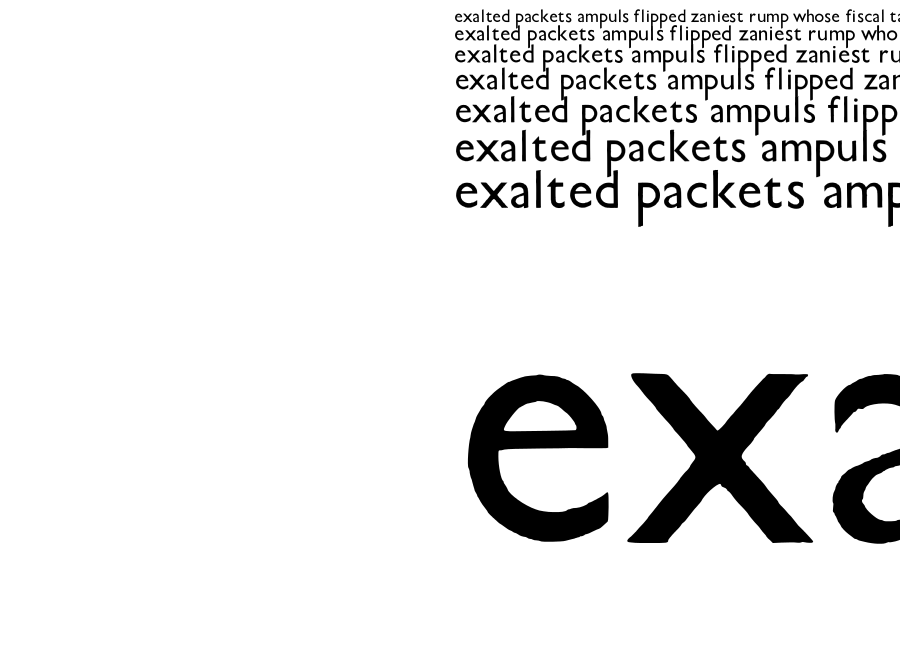 exalted packets ampuls flipped zaniest rump whose fiscal
exalted packets ampuls flipped zaniest rump
exalted packets ampuls flipped zaniest
exalted packets ampuls flipped
exalted packets ampuls
exalted packets ampuls
exalted packets